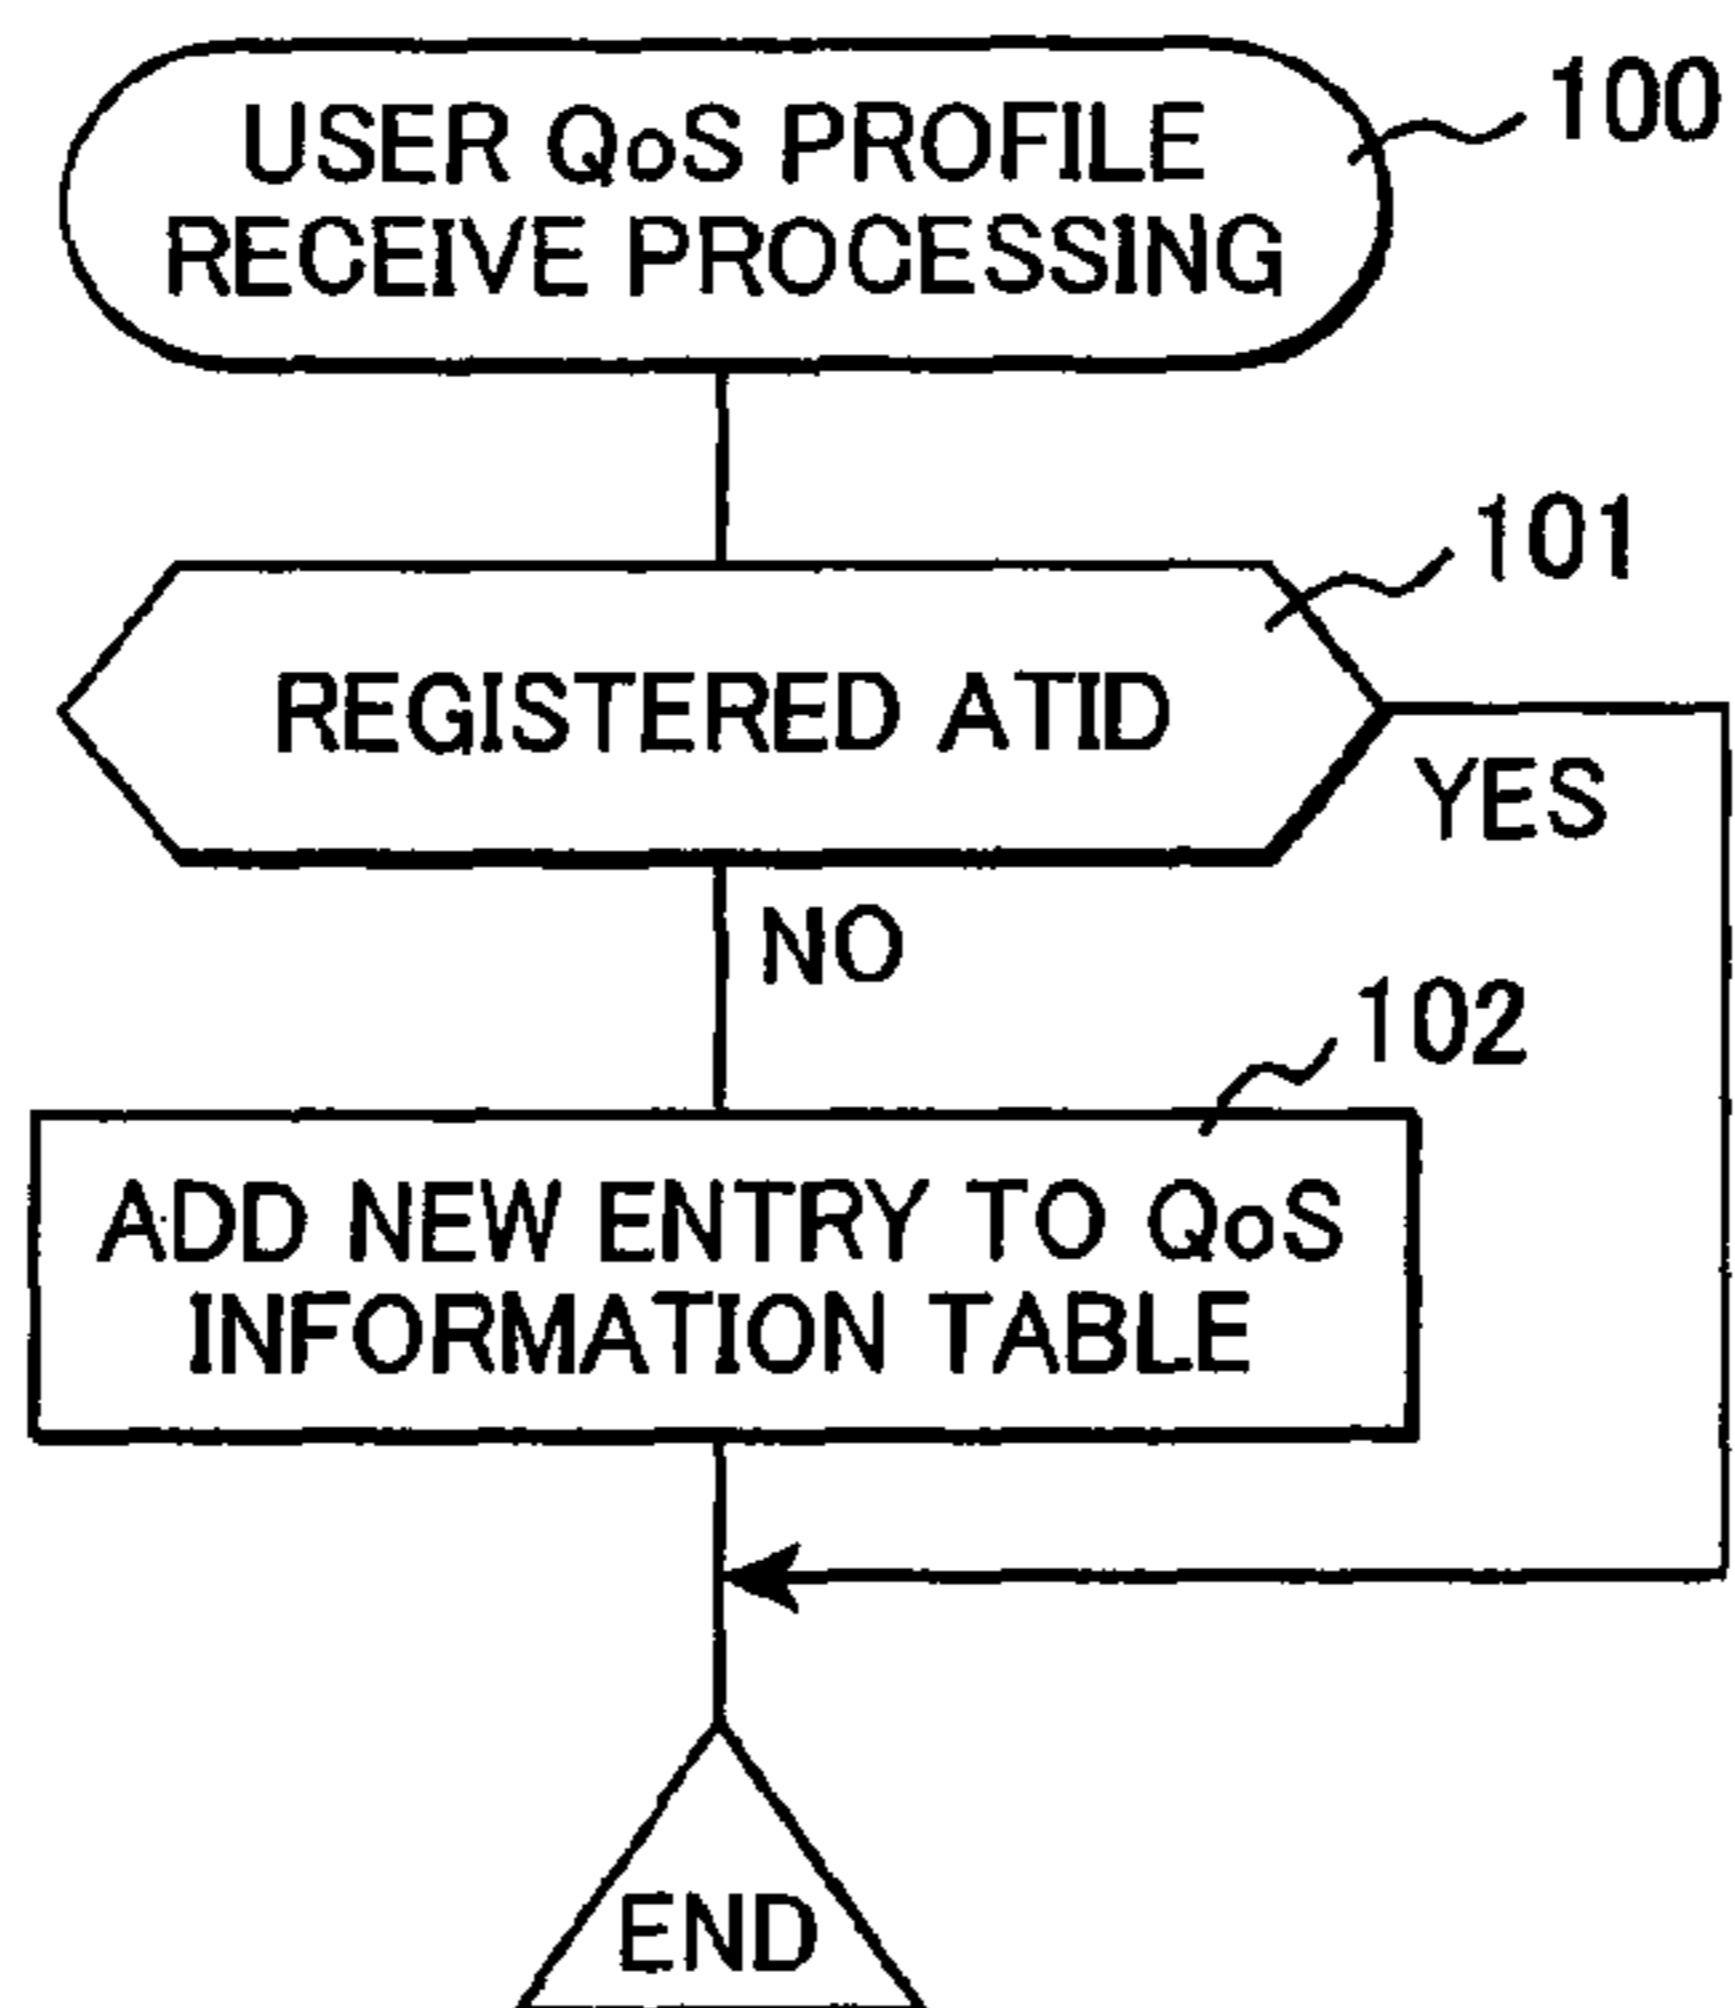 USER QoS PROFILE
RECEIVE PROCESSING
100
101
REGISTERED ATID
YES
NO
102
ADD NEW ENTRY TO QoS
INFORMATION TABLE
END